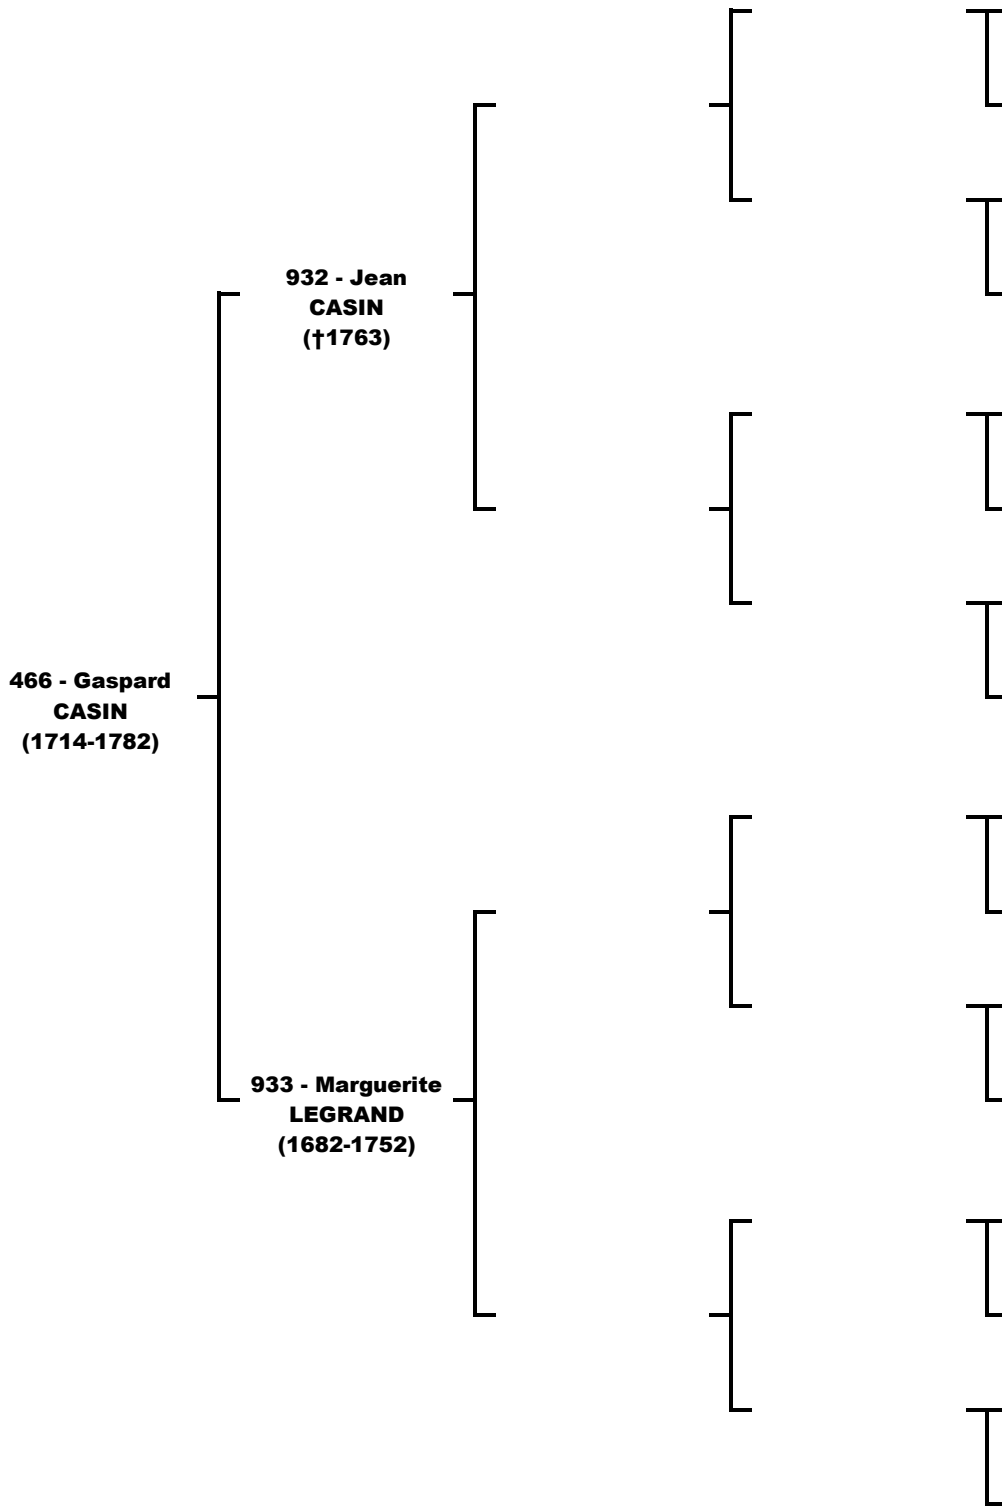 932 - Jean
CASIN
(†1763)
466 - Gaspard
CASIN
(1714-1782)
933 - Marguerite
LEGRAND
(1682-1752)